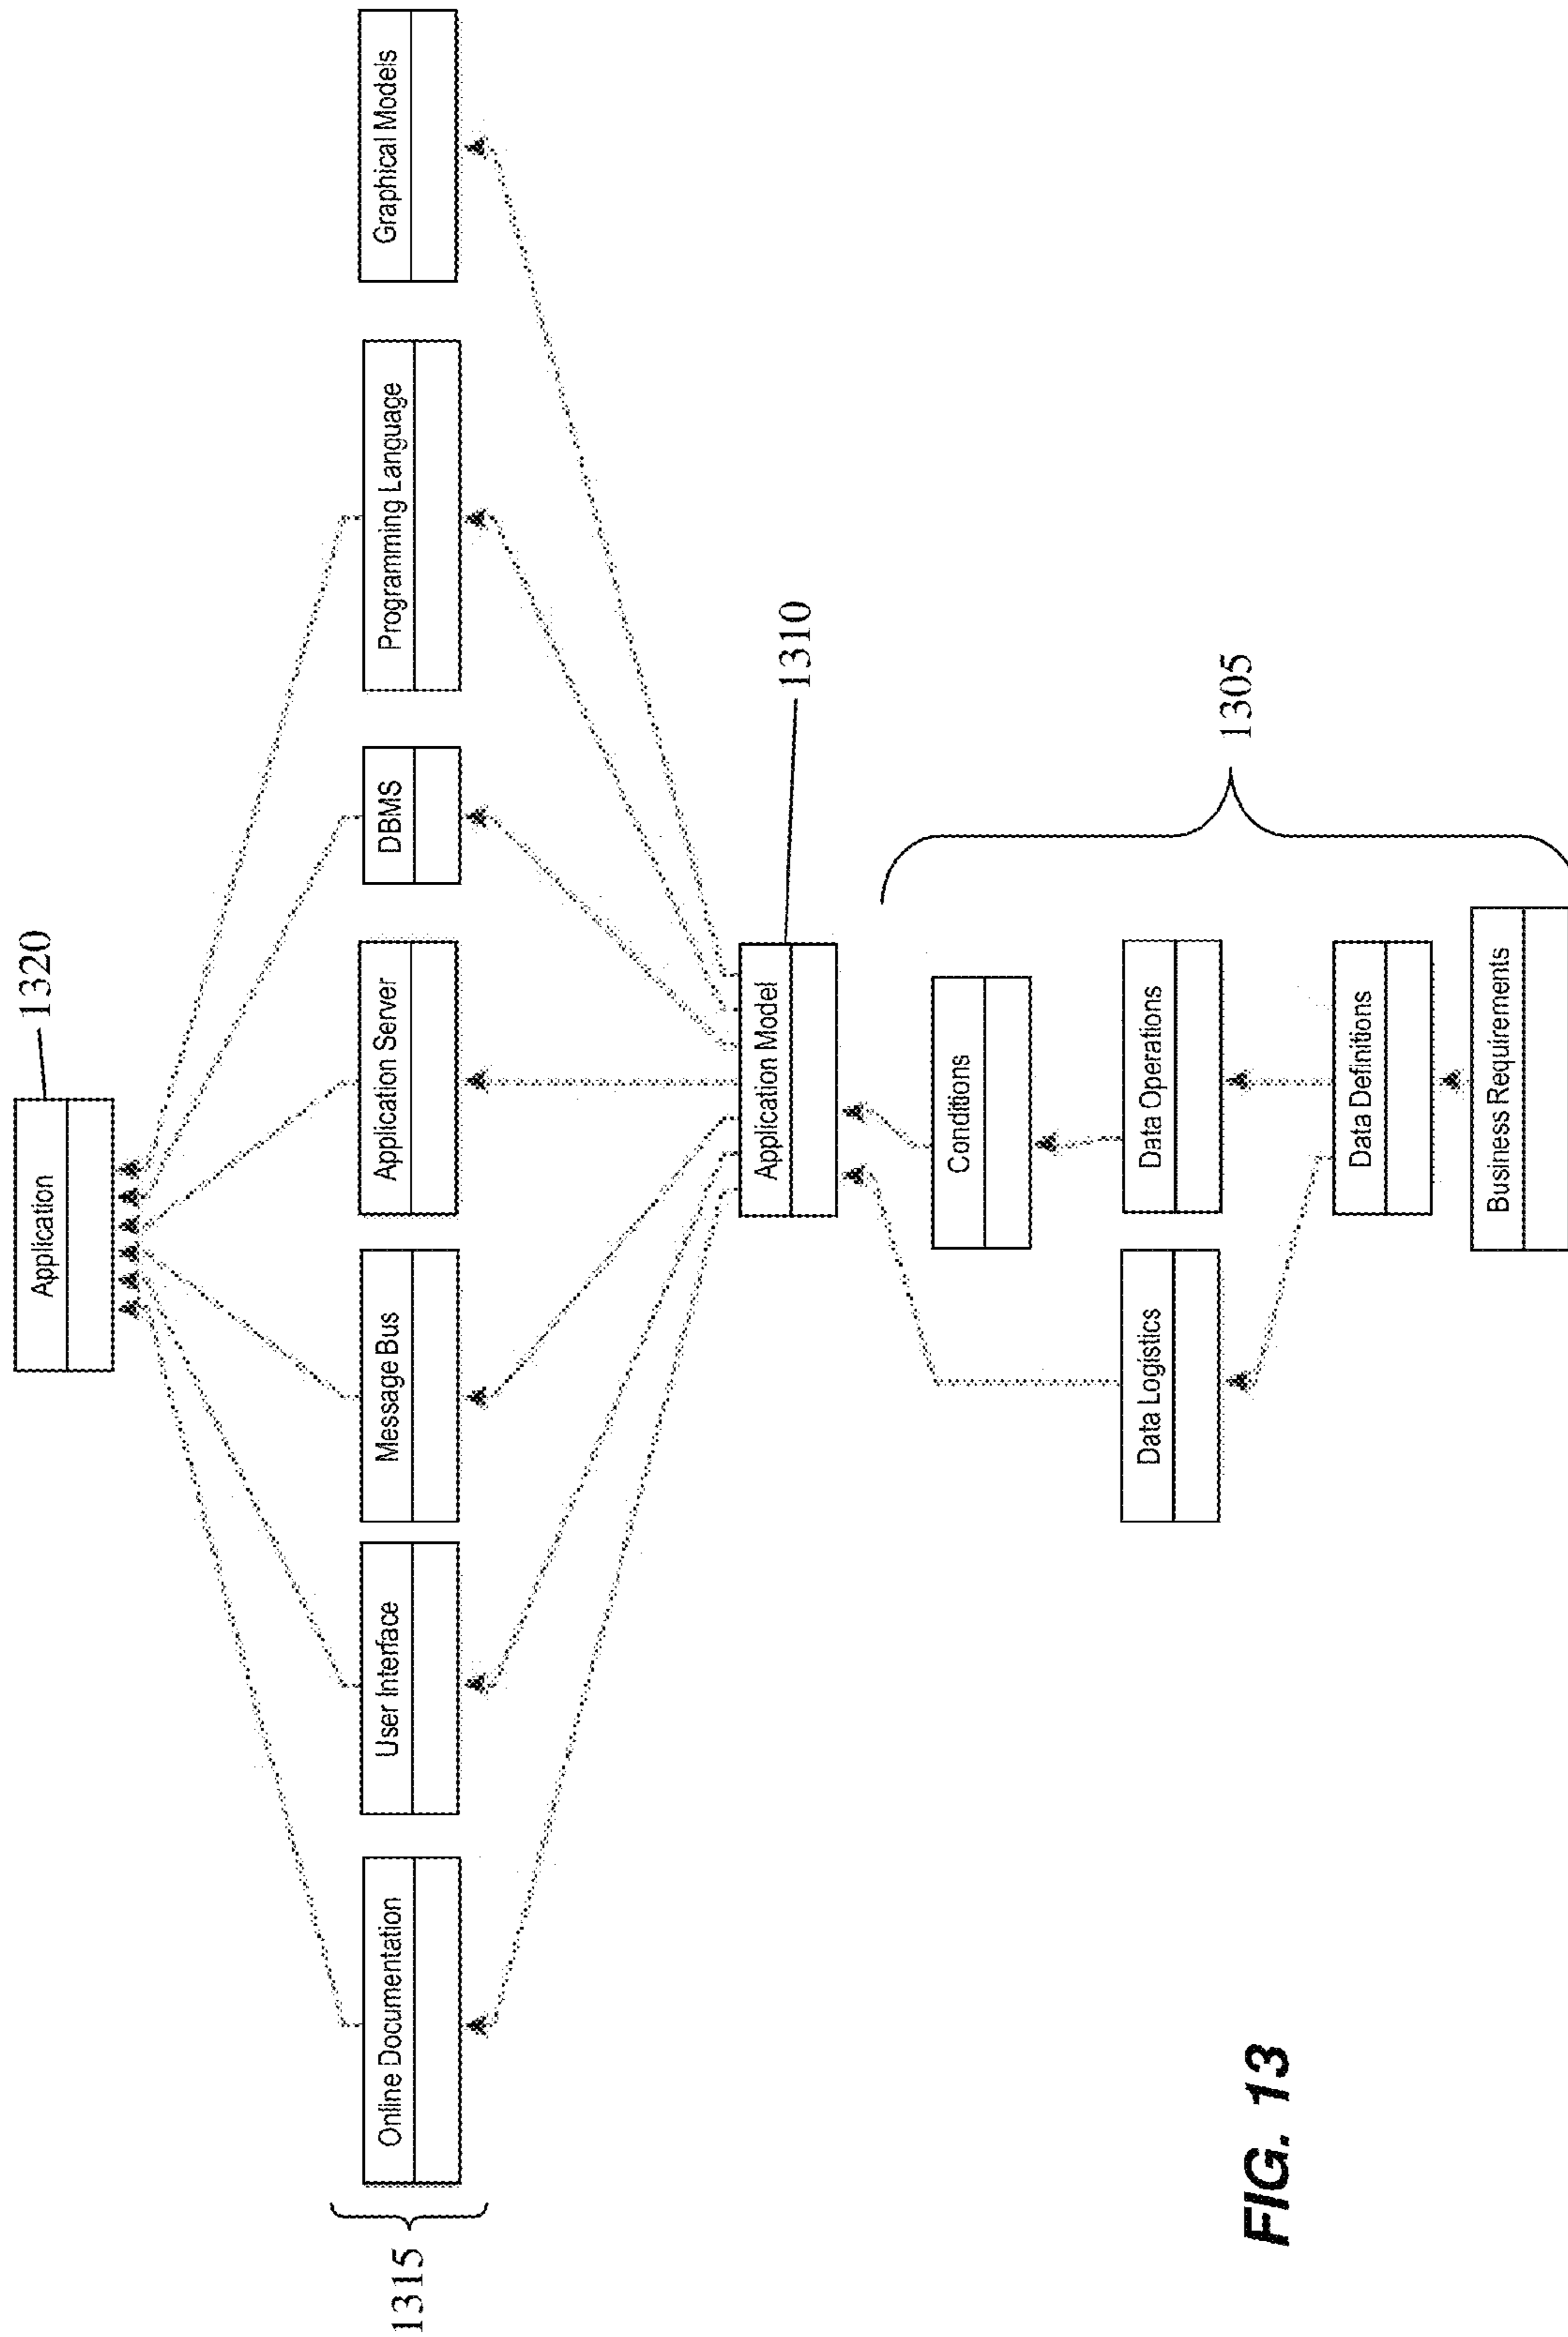 1320
Application
1315
Online Documentation
User Interface
Message Bus
Application Server
DBMS
Programming Language
Graphical Models
1310
Application Model
1305
Conditions
Data Logistics
Data Operations
Data Definitions
Business Requirements
FIG. 13